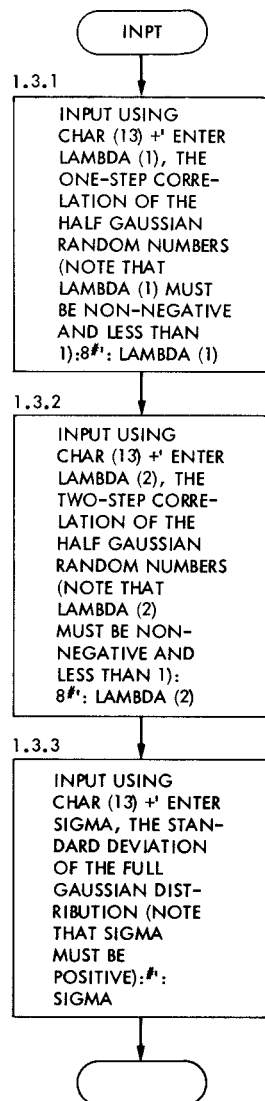 INPT
1.3.1
INPUT USING
CHAR (13) +' ENTER
LAMBDA (1), THE
ONE-STEP CORRE-
LATION OF THE
HALF GAUSSIAN
RANDOM NUMBERS
(NOTE THAT
LAMBDA (1) MUST
BE NON-NEGATIVE
AND LESS THAN
1):8#': LAMBDA (1)
1.3.2
INPUT USING
CHAR (13) +' ENTER
LAMBDA (2), THE
TWO-STEP CORRE-
LATION OF THE
HALF GAUSSIAN
RANDOM NUMBERS
(NOTE THAT
LAMBDA (2)
MUST BE NON-
NEGATIVE AND
LESS THAN 1):
8#': LAMBDA (2)
1.3.3
INPUT USING
CHAR (13) +' ENTER
SIGMA, THE STAN-
DARD DEVIATION
OF THE FULL
GAUSSIAN DIST-
RIBUTION (NOTE
THAT SIGMA
MUST BE
POSITIVE):#':
SIGMA